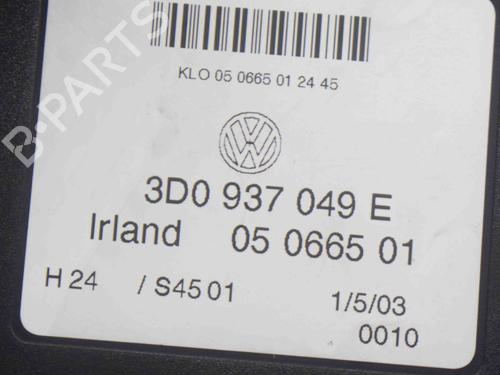 KLO 05 0665 01 24 45
B-PARTS
3D0 937 049 E
Irland 05 0665 01
H 24 / S45 01 1/5/03
0010